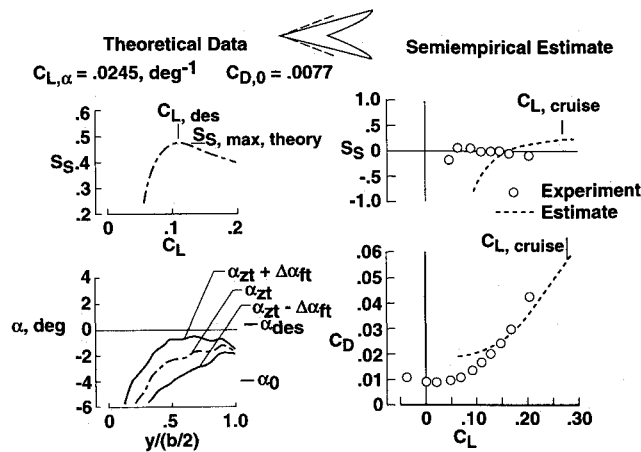 Theoretical Data
C_L,α = .0245, deg^-1 C_D,0 = .0077
C_L, des
S_S, max, theory
.6
.5
S_S .4
.3
.2
0 .1 .2
C_L
α_zt + Δα_ft
α_zt
α_zt - Δα_ft
α_des
α_0
4
2
α, deg 0
-2
-4
-6
0 .5 1.0
y/(b/2)
Semiempirical Estimate
C_L, cruise
1.0
.5
S_S 0
-.5
-1.0
Experiment
Estimate
C_L, cruise
.06
.05
.04
C_D .03
.02
.01
0
0 .10 .20 .30
C_L